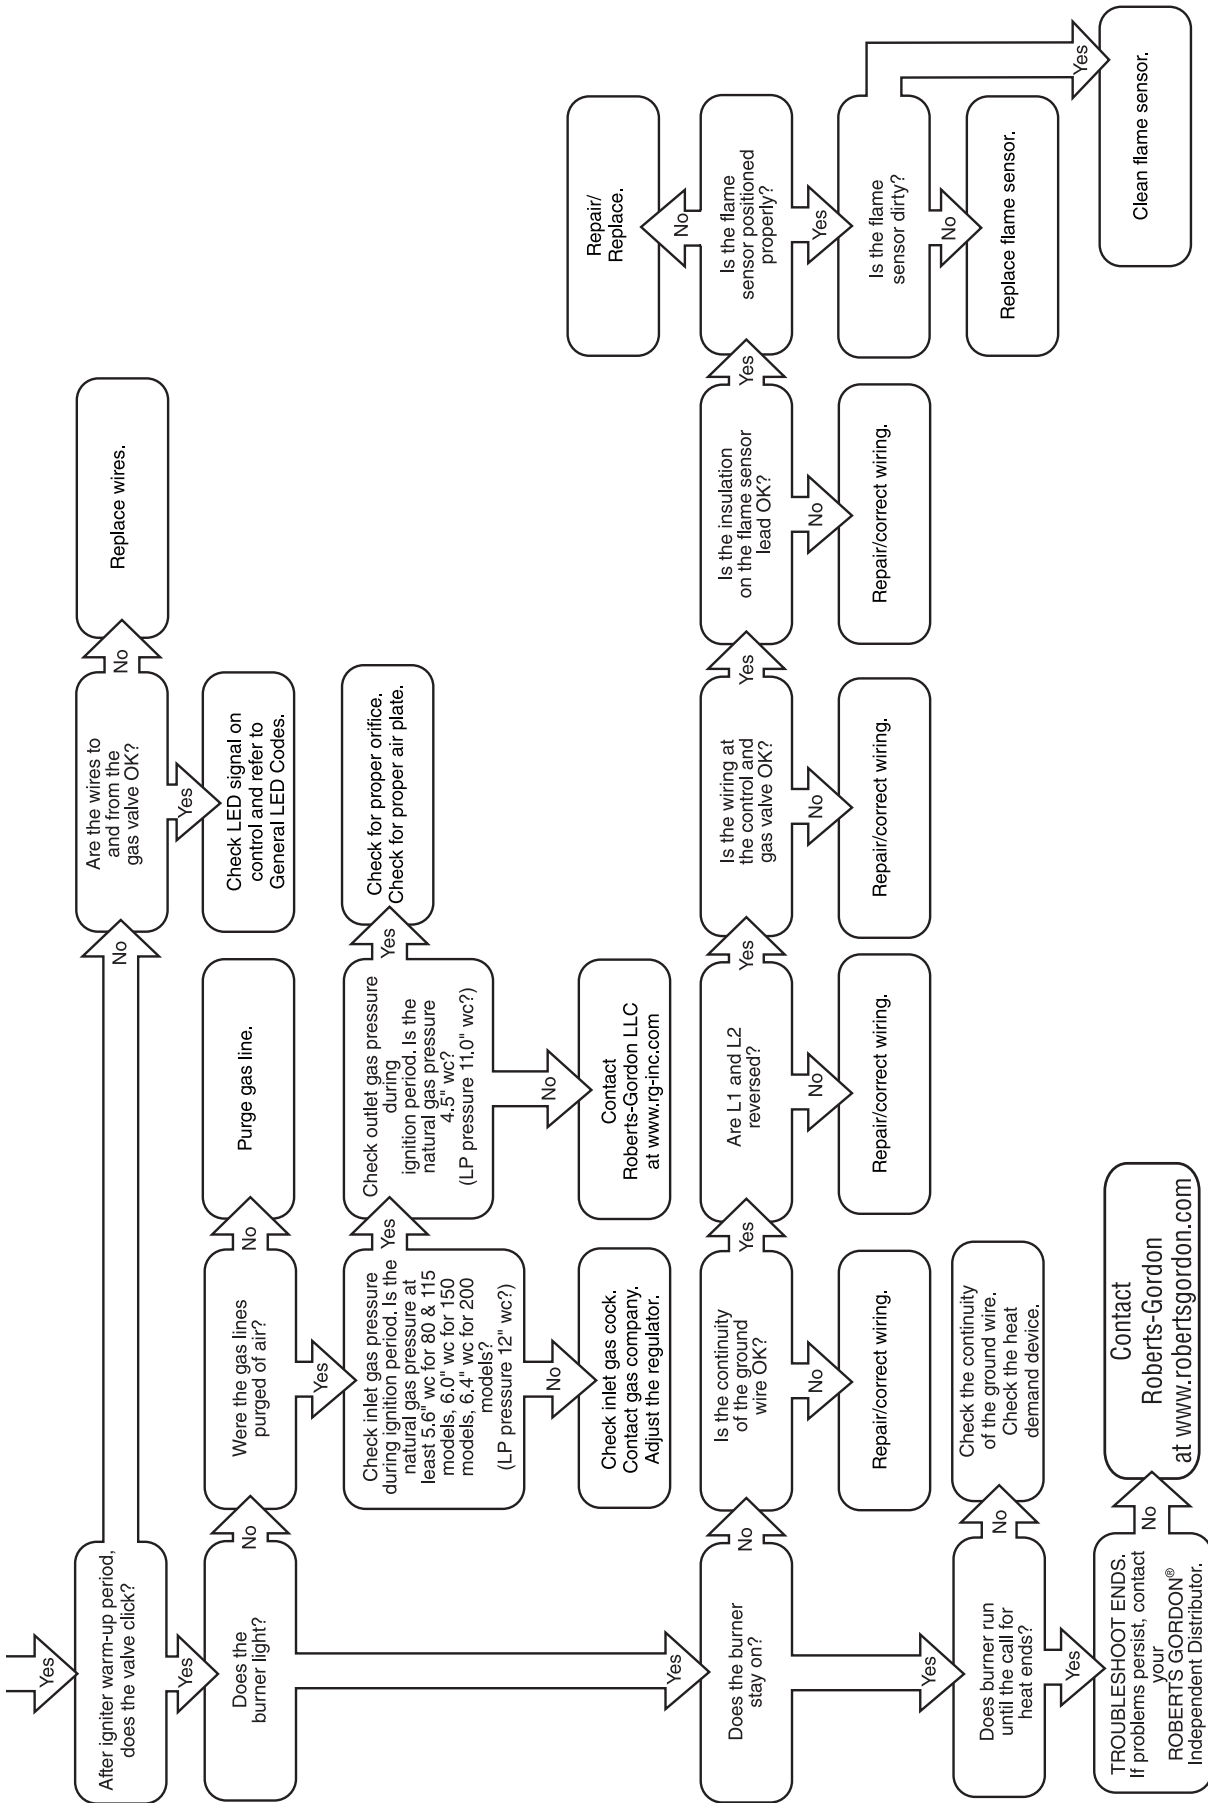 Yes
After igniter warm-up period,
does the valve click?
No
Are the wires to
and from the
gas valve OK?
No
Replace wires.
Yes
Check LED signal on
control and refer to
General LED Codes.
Yes
Does the
burner light?
No
Were the gas lines
purged of air?
No
Purge gas line.
Yes
Check inlet gas pressure
during ignition period. Is the
natural gas pressure at
least 5.6" wc for 80 & 115
models, 6.0" wc for 150
models, 6.4" wc for 200
models?
(LP pressure 12" wc?)
Yes
Check outlet gas pressure
during
ignition period. Is the
natural gas pressure
4.5" wc?
(LP pressure 11.0" wc?)
Yes
Check for proper orifice.
Check for proper air plate.
No
Check inlet gas cock.
Contact gas company.
Adjust the regulator.
No
Contact
Roberts-Gordon LLC
at www.rg-inc.com
Yes
Does the burner
stay on?
No
Is the continuity
of the ground
wire OK?
Yes
Are L1 and L2
reversed?
Yes
Is the wiring at
the control and
gas valve OK?
Yes
Is the insulation
on the flame sensor
lead OK?
Yes
Is the flame
sensor positioned
properly?
No
Repair/
Replace.
Yes
Is the flame
sensor dirty?
No
Replace flame sensor.
Yes
Clean flame sensor.
No
Repair/correct wiring.
No
Repair/correct wiring.
No
Repair/correct wiring.
No
Repair/correct wiring.
Yes
Does burner run
until the call for
heat ends?
No
Check the continuity
of the ground wire.
Check the heat
demand device.
Yes
TROUBLESHOOT ENDS.
If problems persist, contact
your
ROBERTS GORDON®
Independent Distributor.
No
Contact
Roberts-Gordon
at www.robertsgordon.com